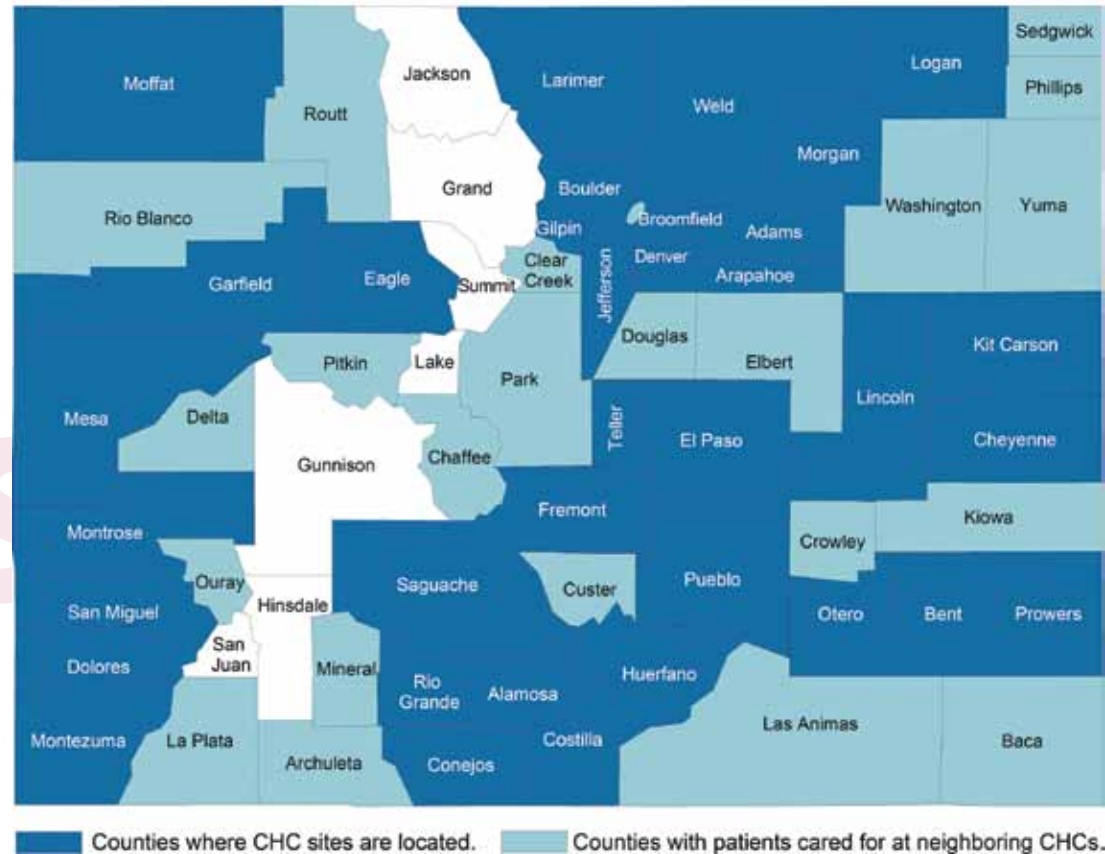 Sedgwick
Jackson
Logan
Moffat
Larimer
Phillips
Routt
Weld
Morgan
Grand
Boulder
Rio Blanco
Washington
Yuma
Broomfield
Gilpin
Adams
Clear
Creek
Denver
Arapahoe
Eagle
Garfield
Summit
Jefferson
Douglas
Kit Carson
Pitkin
Lake
Elbert
Park
Lincoln
Mesa
Delta
Teller
El Paso
Cheyenne
Chaffee
Gunnison
Fremont
Kiowa
Montrose
Crowley
Ouray
Saguache
Custer
Pueblo
Hinsdale
San Miguel
Otero
Bent
Prowers
San
Juan
Dolores
Mineral
Rio
Grande
Alamosa
Huerfano
Las Animas
Montezuma
La Plata
Costilla
Baca
Archuleta
Conejos
Counties where CHC sites are located.
Counties with patients cared for at neighboring CHCs.